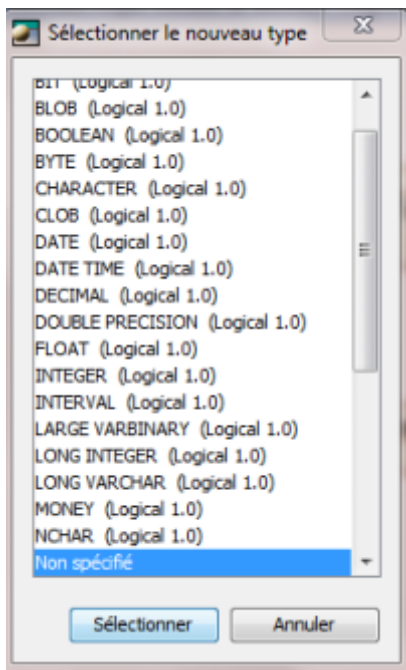 Sélectionner le nouveau type
BIT (Logical 1.0)
BLOB (Logical 1.0)
BOOLEAN (Logical 1.0)
BYTE (Logical 1.0)
CHARACTER (Logical 1.0)
CLOB (Logical 1.0)
DATE (Logical 1.0)
DATE TIME (Logical 1.0)
DECIMAL (Logical 1.0)
DOUBLE PRECISION (Logical 1.0)
FLOAT (Logical 1.0)
INTEGER (Logical 1.0)
INTERVAL (Logical 1.0)
LARGE VARBINARY (Logical 1.0)
LONG INTEGER (Logical 1.0)
LONG VARCHAR (Logical 1.0)
MONEY (Logical 1.0)
NCHAR (Logical 1.0)
Non spécifié
Sélectionner Annuler